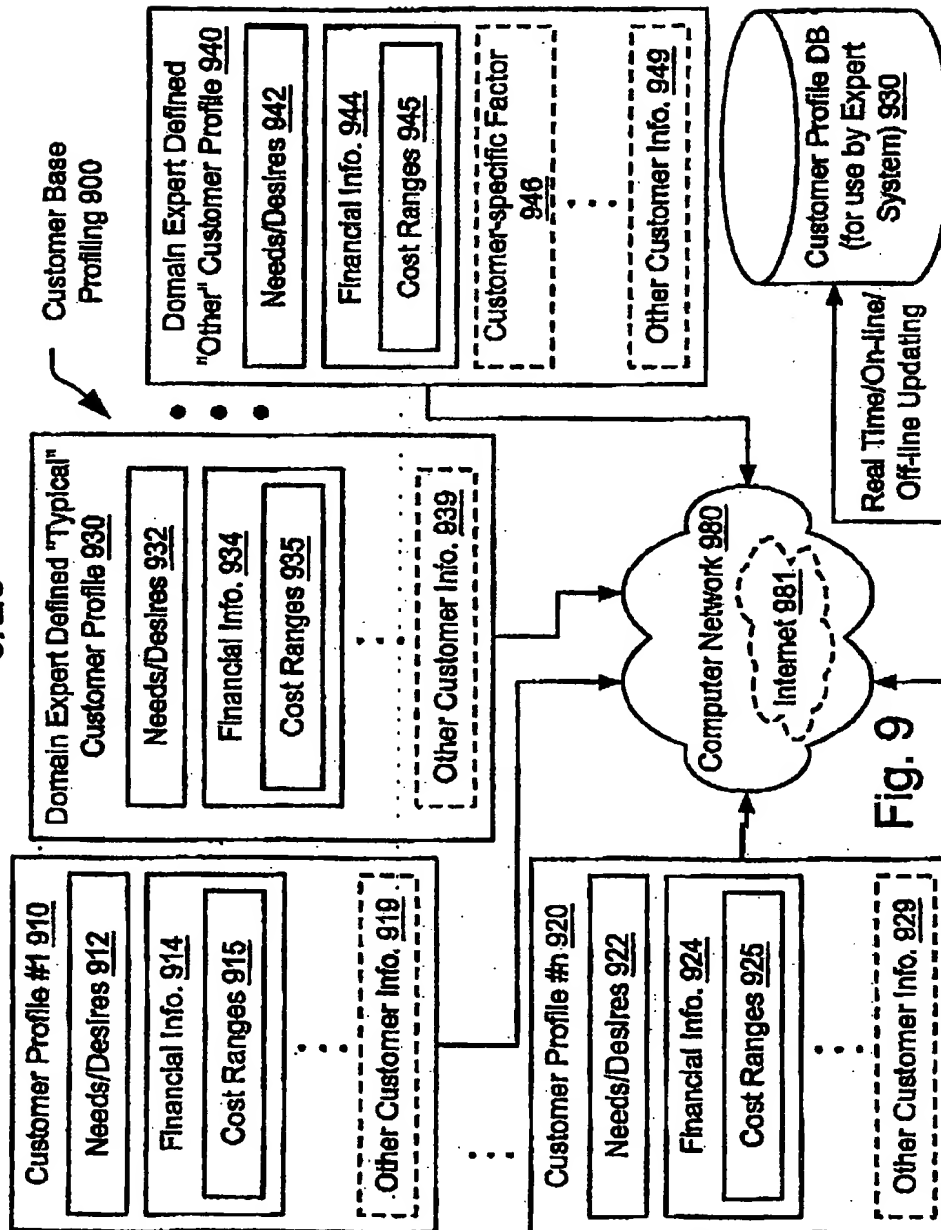 Customer Base
Profiling 900
Customer Profile #1 910
Needs/Desires 912
Financial Info. 914
Cost Ranges 915
Other Customer Info. 919
Domain Expert Defined "Typical"
Customer Profile 930
Needs/Desires 932
Financial Info. 934
Cost Ranges 935
Other Customer Info. 939
Domain Expert Defined
"Other" Customer Profile 940
Needs/Desires 942
Financial Info. 944
Cost Ranges 945
Customer-specific Factor
946
Other Customer Info. 949
Customer Profile #n 920
Needs/Desires 922
Financial Info. 924
Cost Ranges 925
Other Customer Info. 929
Computer Network 980
Internet 981
Real Time/On-line/
Off-line Updating
Customer Profile DB
(for use by Expert
System) 930
Fig. 9